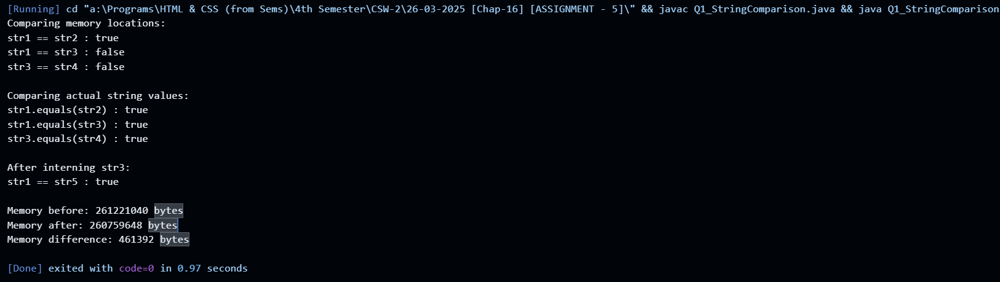 [Running] cd "a:\Programs\HTML & CSS (from Sems)\4th Semester\CSW-2\26-03-2025 [Chap-16] [ASSIGNMENT - 5]\" && javac Q1_StringComparison.java && java Q1_StringComparison
Comparing memory locations:
str1 == str2 : true
str1 == str3 : false
str3 == str4 : false
Comparing actual string values:
str1.equals(str2) : true
str1.equals(str3) : true
str3.equals(str4) : true
After interning str3:
str1 == str5 : true
Memory before: 261221040 bytes
Memory after: 260759648 bytes
Memory difference: 461392 bytes
[Done] exited with code=0 in 0.97 seconds